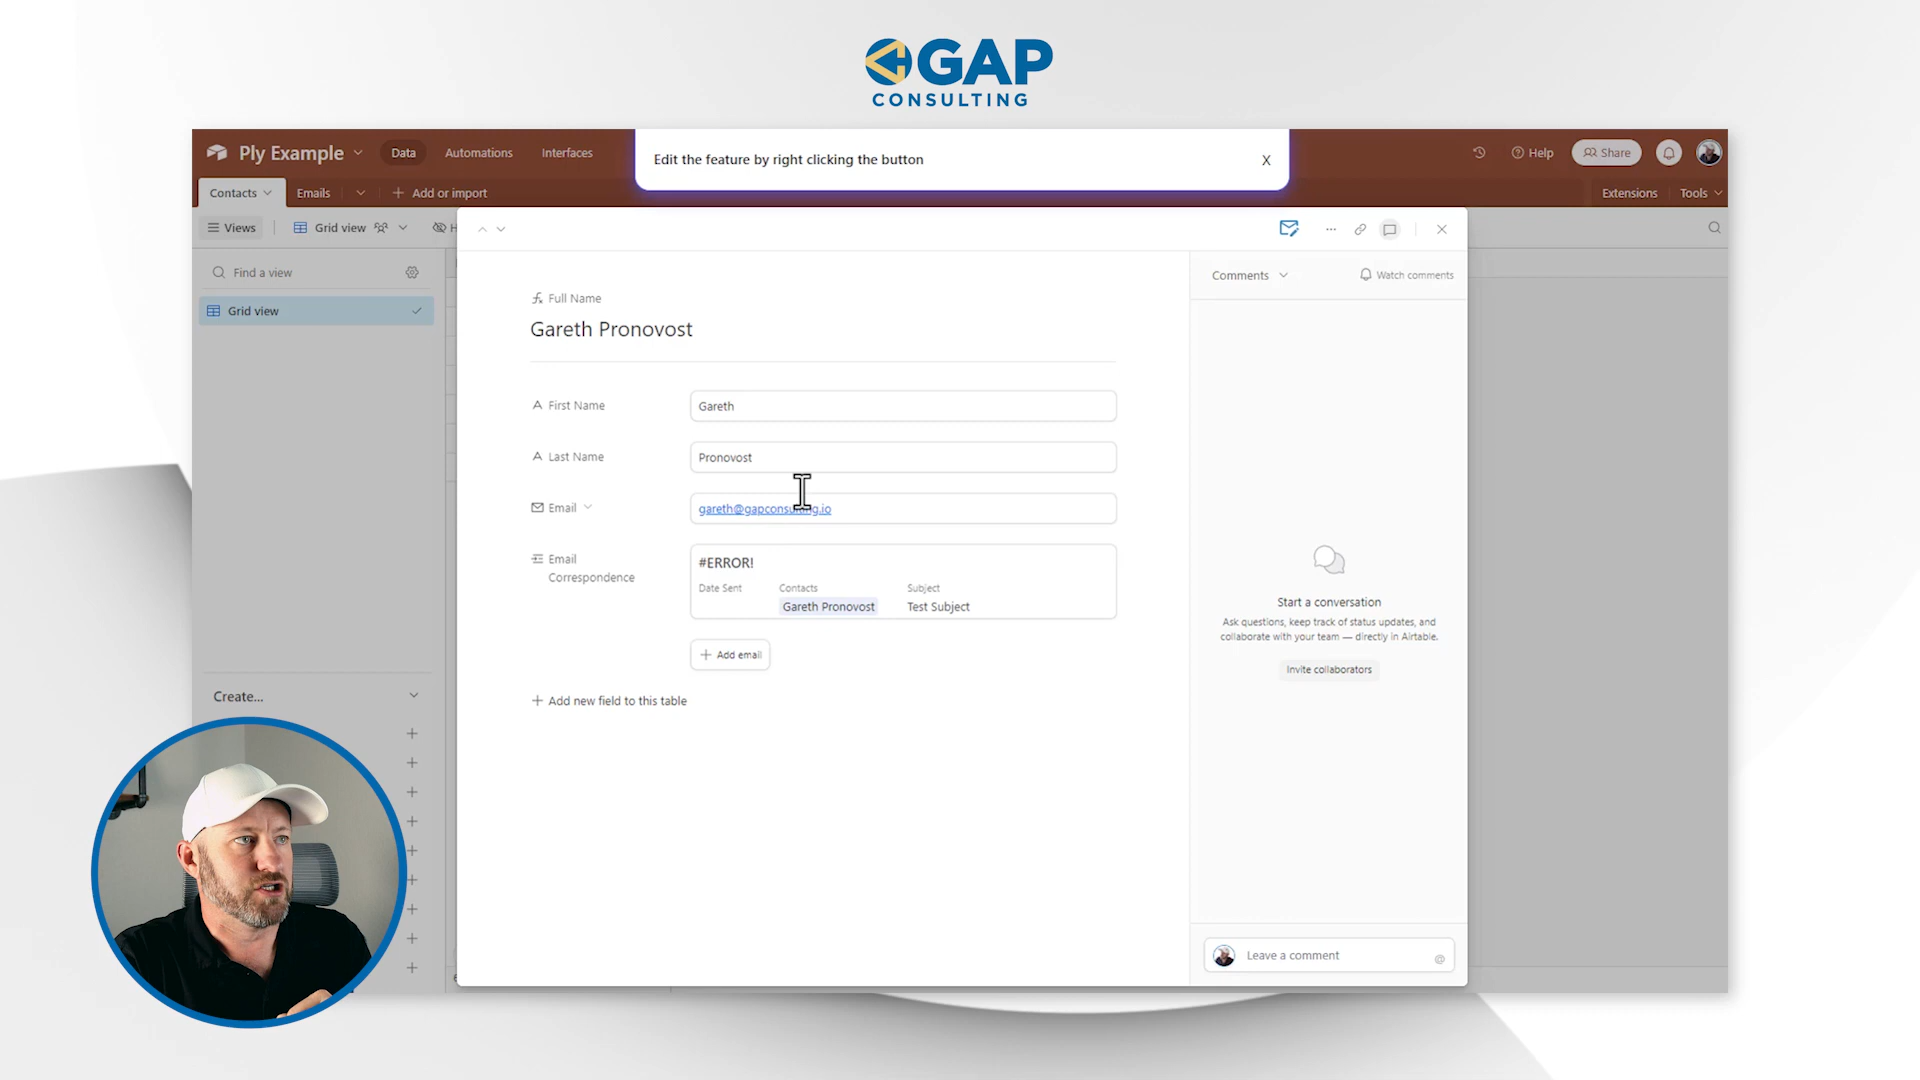 GAP
CONSULTING
Ply Example
Data
Automations
Interfaces
Edit the feature by right clicking the button
X
Help
Share
Contacts
Emails
Add or import
Extensions
Tools
Views
Grid view
H
Find a view
Grid view
Create...
Full Name
Gareth Pronovost
First Name
Gareth
Last Name
Pronovost
Email
gareth@gapconsulting.io
Email
Correspondence
#ERROR!
Date Sent
Contacts
Subject
Gareth Pronovost
Test Subject
Add email
Add new field to this table
Comments
Watch comments
Start a conversation
Ask questions, keep track of status updates, and
collaborate with your team — directly in Airtable.
Invite collaborators
Leave a comment
@